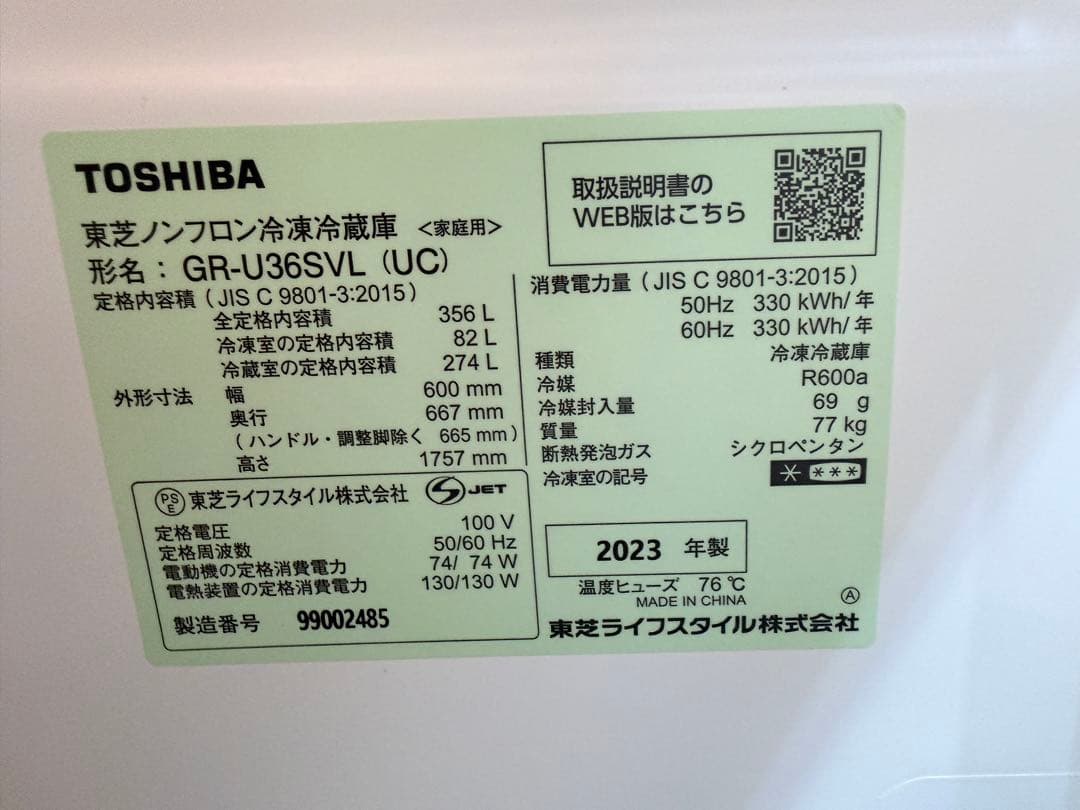 TOSHIBA
東芝ノンフロン冷凍冷蔵庫 <家庭用>
形名： GR-U36SVL (UC)
定格内容積 ( JIS C 9801-3:2015 )
全定格内容積 356 L
冷凍室の定格内容積 82 L
冷蔵室の定格内容積 274 L
外形寸法 幅 600 mm
奥行 667 mm
( ハンドル・調整脚除く 665 mm )
高さ 1757 mm
PS
E
東芝ライフスタイル株式会社 JET
定格電圧 100 V
定格周波数 50/60 Hz
電動機の定格消費電力 74/ 74 W
電熱装置の定格消費電力 130/130 W
製造番号 99002485
取扱説明書の
WEB版はこちら
消費電力量 ( JIS C 9801-3:2015 )
50Hz 330 kWh/年
60Hz 330 kWh/年
種類 冷凍冷蔵庫
冷媒 R600a
冷媒封入量 69 g
質量 77 kg
断熱発泡ガス シクロペンタン
冷凍室の記号 * ***
2023 年製
温度ヒューズ 76 ℃
MADE IN CHINA
A
東芝ライフスタイル株式会社